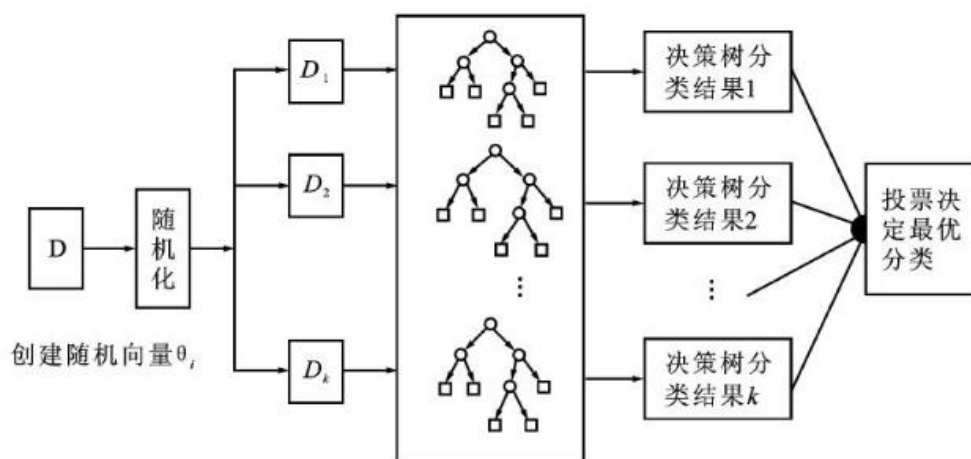 D
随
机
化
创建随机向量θi
D1
D2
Dk
⋮
决策树分
类结果1
决策树分
类结果2
⋮
决策树分
类结果k
投票决
定最优
分类